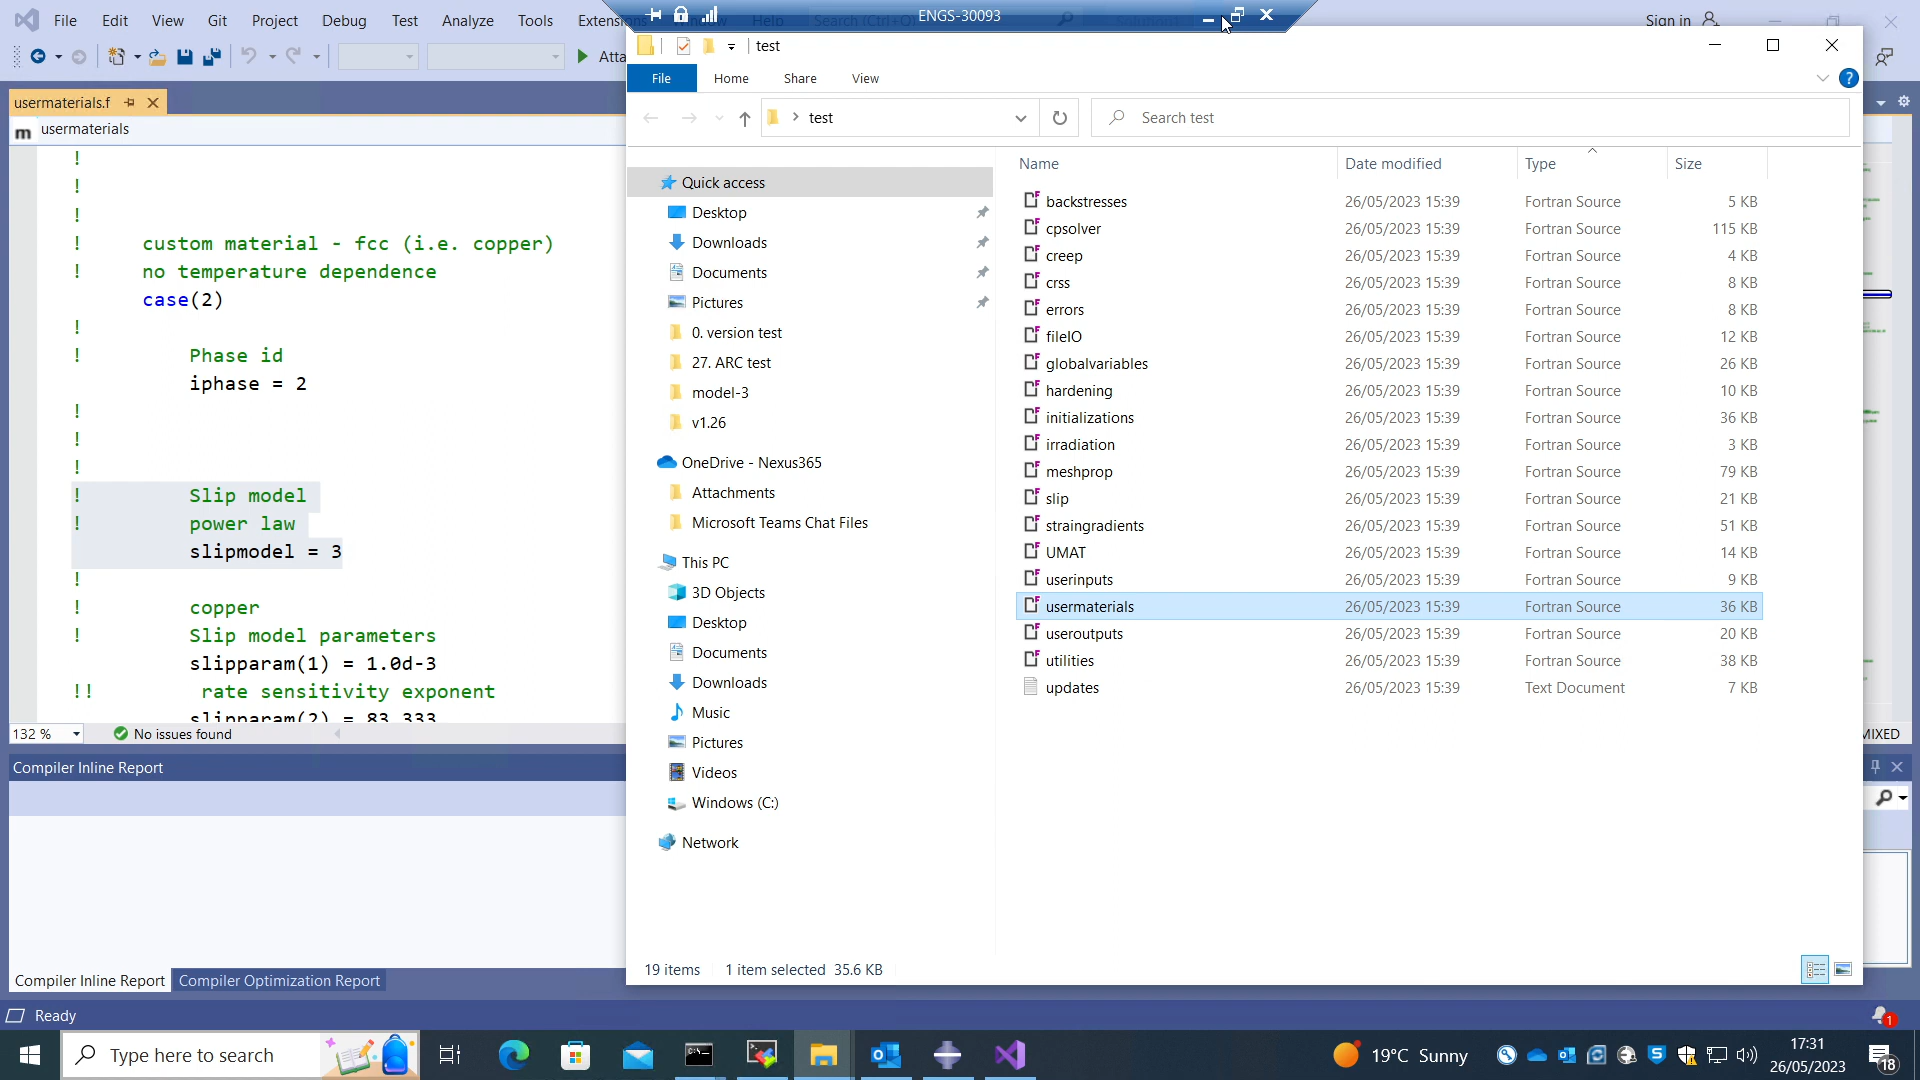 File Edit View Git Project Debug Test Analyze Tools Extensions
ENGS-30093
Sign in
Atta
test
File Home Share View
test
Search test
usermaterials.f
usermaterials
!
!
!
! custom material - fcc (i.e. copper)
! no temperature dependence
case(2)
!
! Phase id
iphase = 2
!
!
!
! Slip model
! power law
slipmodel = 3
!
! copper
! Slip model parameters
slipparam(1) = 1.0d-3
!! rate sensitivity exponent
slipparam(2) = 83.333
132 % No issues found
MIXED
Compiler Inline Report
Compiler Inline Report Compiler Optimization Report
Ready
Quick access
Desktop
Downloads
Documents
Pictures
0. version test
27. ARC test
model-3
v1.26
OneDrive - Nexus365
Attachments
Microsoft Teams Chat Files
This PC
3D Objects
Desktop
Documents
Downloads
Music
Pictures
Videos
Windows (C:)
Network
Name Date modified Type Size
backstresses 26/05/2023 15:39 Fortran Source 5 KB
cpsolver 26/05/2023 15:39 Fortran Source 115 KB
creep 26/05/2023 15:39 Fortran Source 4 KB
crss 26/05/2023 15:39 Fortran Source 8 KB
errors 26/05/2023 15:39 Fortran Source 8 KB
fileIO 26/05/2023 15:39 Fortran Source 12 KB
globalvariables 26/05/2023 15:39 Fortran Source 26 KB
hardening 26/05/2023 15:39 Fortran Source 10 KB
initializations 26/05/2023 15:39 Fortran Source 36 KB
irradiation 26/05/2023 15:39 Fortran Source 3 KB
meshprop 26/05/2023 15:39 Fortran Source 79 KB
slip 26/05/2023 15:39 Fortran Source 21 KB
straingradients 26/05/2023 15:39 Fortran Source 51 KB
UMAT 26/05/2023 15:39 Fortran Source 14 KB
userinputs 26/05/2023 15:39 Fortran Source 9 KB
usermaterials 26/05/2023 15:39 Fortran Source 36 KB
useroutputs 26/05/2023 15:39 Fortran Source 20 KB
utilities 26/05/2023 15:39 Fortran Source 38 KB
updates 26/05/2023 15:39 Text Document 7 KB
19 items 1 item selected 35.6 KB
1
Type here to search
19°C Sunny
17:31
26/05/2023
18